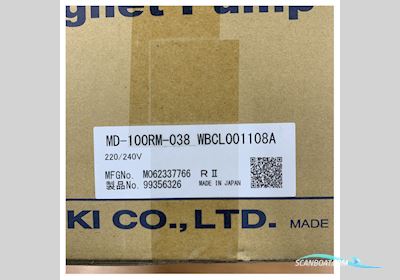 gnet Pump
MD-100RM-038 WBCL001108A
220/240V
MFGNo. M062337766 R II
製品No. 99356326 MADE IN JAPAN
KI CO., LTD. MADE
SCANBOAT.COM